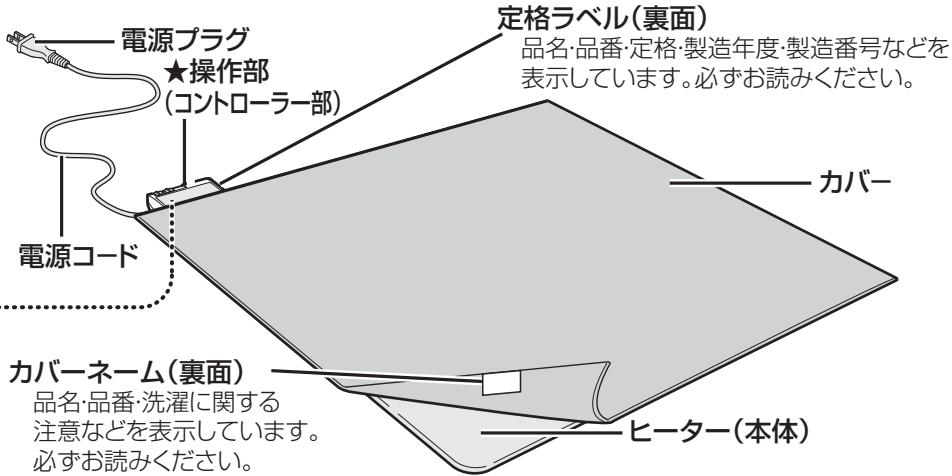 電源プラグ
★操作部
(コントローラー部)
定格ラベル(裏面)
品名・品番・定格・製造年度・製造番号などを
表示しています。必ずお読みください。
カバー
電源コード
カバーネーム(裏面)
品名・品番・洗濯に関する
注意などを表示しています。
必ずお読みください。
ヒーター(本体)